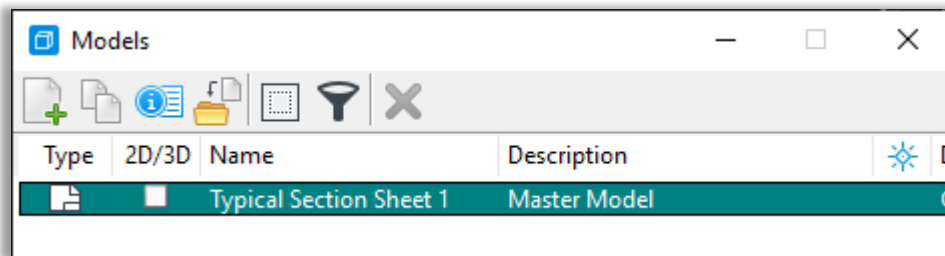 Models
Type 2D/3D Name Description
Typical Section Sheet 1 Master Model